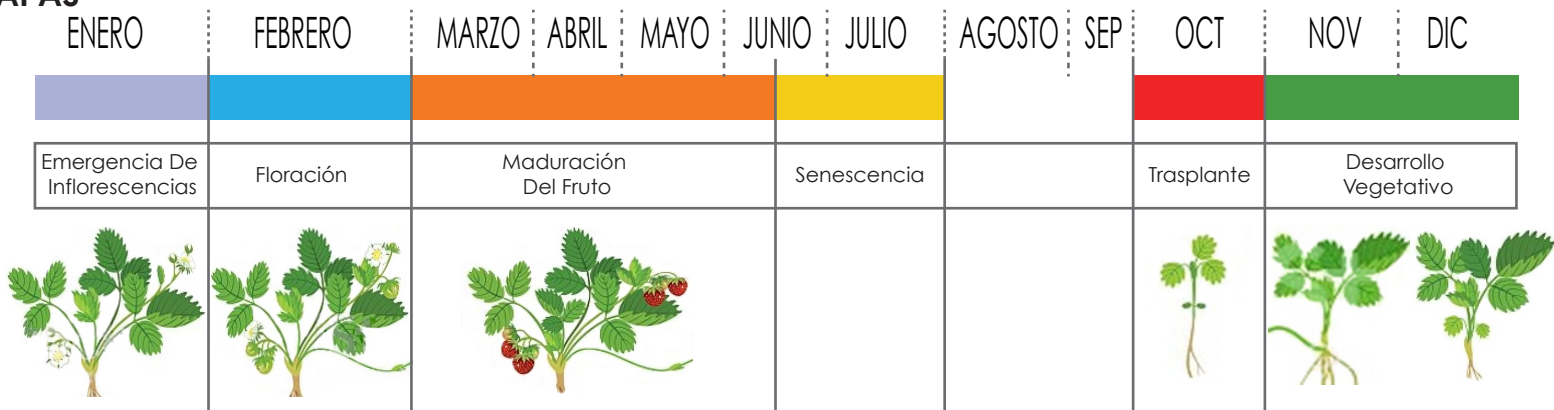 ENERO FEBRERO MARZO ABRIL MAYO JUNIO JULIO AGOSTO SEP OCT NOV DIC
Emergencia De
Inflorescencias
Floración
Maduración
Del Fruto
Senescencia
Trasplante
Desarrollo
Vegetativo